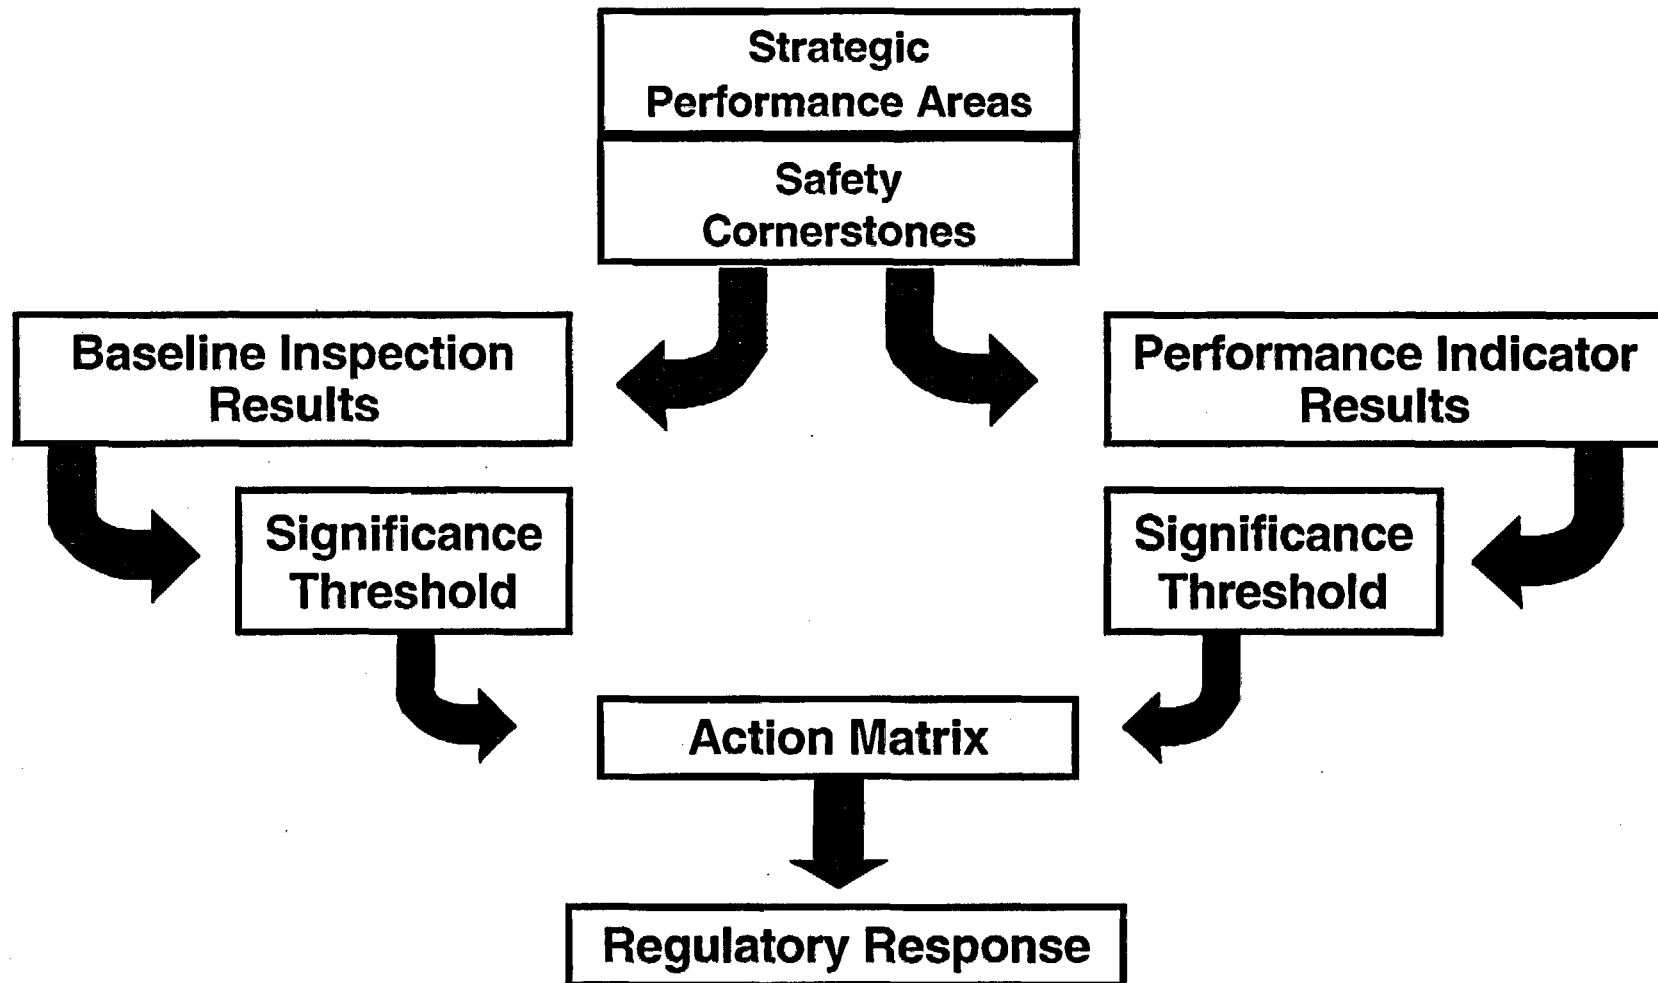 Strategic
Performance Areas
Safety
Cornerstones
Baseline Inspection
Results
Performance Indicator
Results
Significance
Threshold
Significance
Threshold
Action Matrix
Regulatory Response